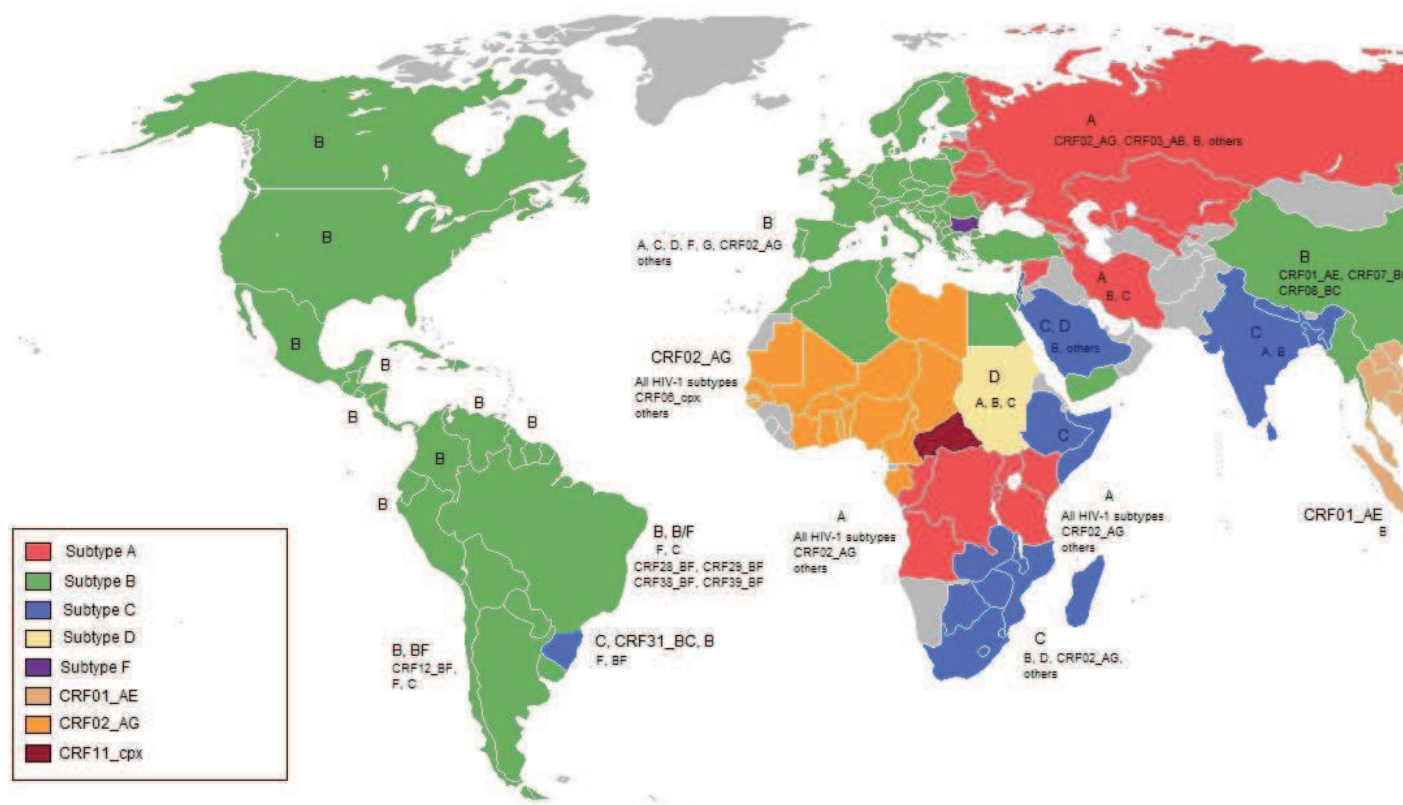 B
B
B
B
B
B
B
B
B
B, B/F
F, C
CRF28_BF, CRF29_BF
CRF38_BF, CRF39_BF
C, CRF31_BC, B
F, BF
B, BF
CRF12_BF,
F, C
B
A, C, D, F, G, CRF02_AG
others
A
CRF02_AG, CRF03_AB, B, others
A
B, C
B
CRF01_AE, CRF07_BC
CRF08_BC
C
A, B
C, D
B, others
CRF02_AG
All HIV-1 subtypes
CRF06_cpx
others
D
A, B, C
C
A
All HIV-1 subtypes
CRF02_AG
others
A
All HIV-1 subtypes
CRF02_AG
others
C
B, D, CRF02_AG,
others
CRF01_AE
B
Subtype A
Subtype B
Subtype C
Subtype D
Subtype F
CRF01_AE
CRF02_AG
CRF11_cpx